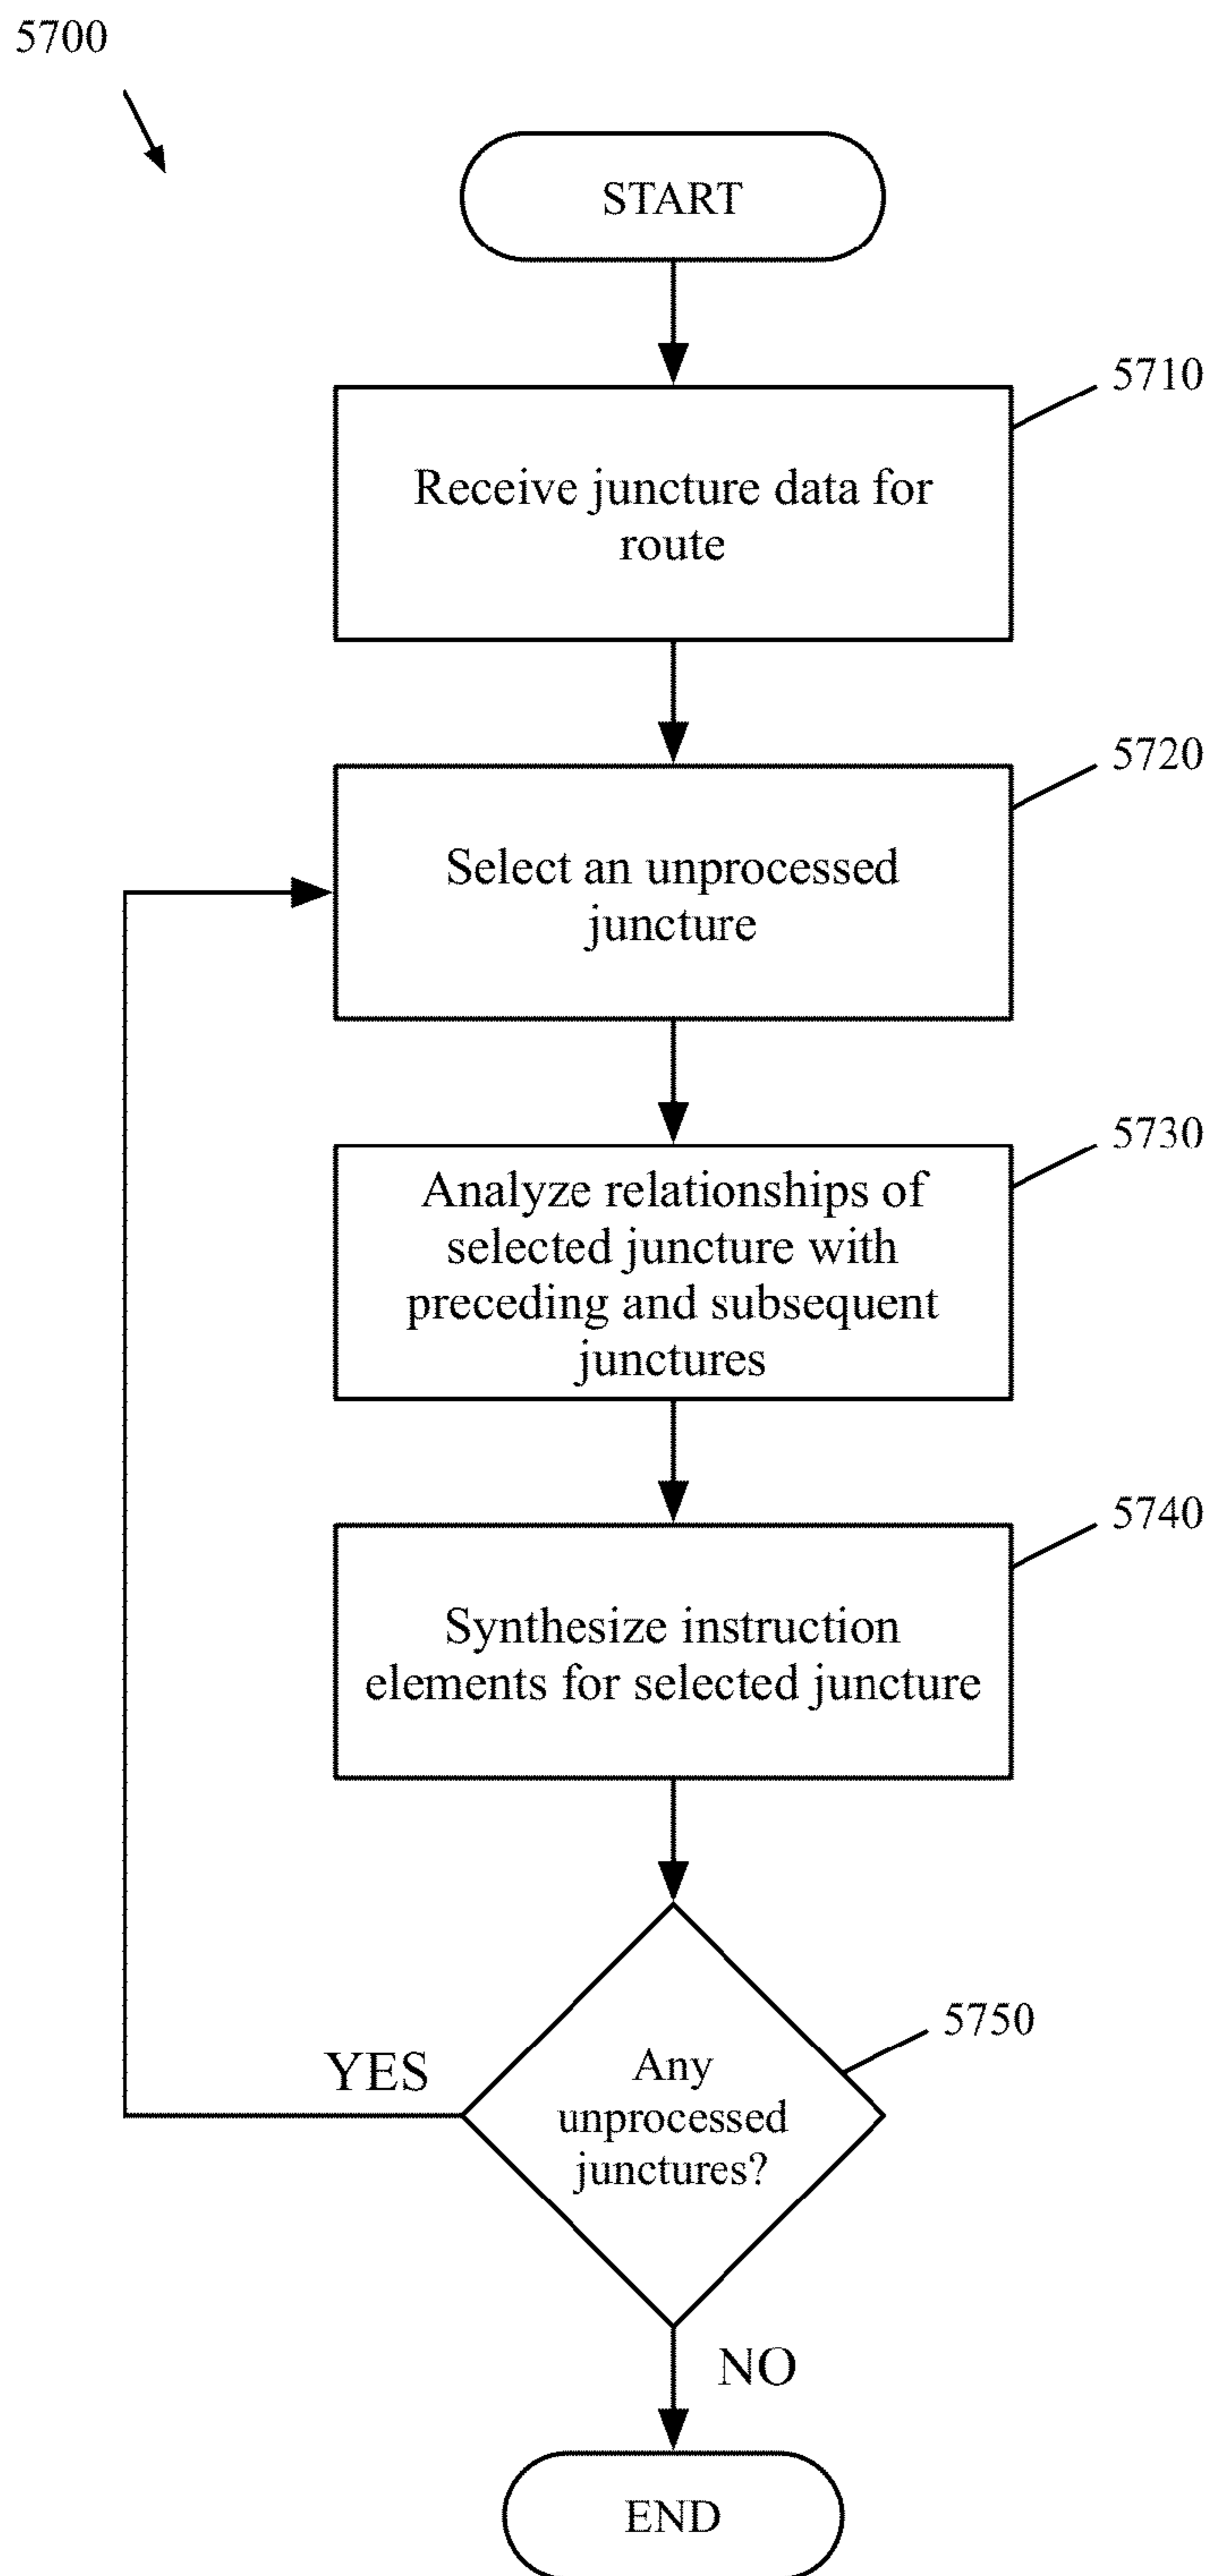 5700
START
5710
Receive juncture data for
route
5720
Select an unprocessed
juncture
5730
Analyze relationships of
selected juncture with
preceding and subsequent
junctures
5740
Synthesize instruction
elements for selected juncture
5750
YES
Any
unprocessed
junctures?
NO
END